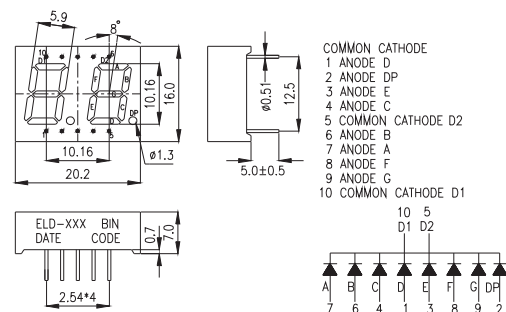 5.9
8°
10
D1
D2
6
A
F
B
G
E
C
D
DP
1
5
10.16
16.0
10.16
20.2
ø1.3
ø0.51
12.5
5.0±0.5
COMMON CATHODE
1 ANODE D
2 ANODE DP
3 ANODE E
4 ANODE C
5 COMMON CATHODE D2
6 ANODE B
7 ANODE A
8 ANODE F
9 ANODE G
10 COMMON CATHODE D1
ELD-XXX BIN
DATE CODE
0.7
7.0
2.54*4
10 5
D1 D2
A B C D E F G DP
7 6 4 1 3 8 9 2